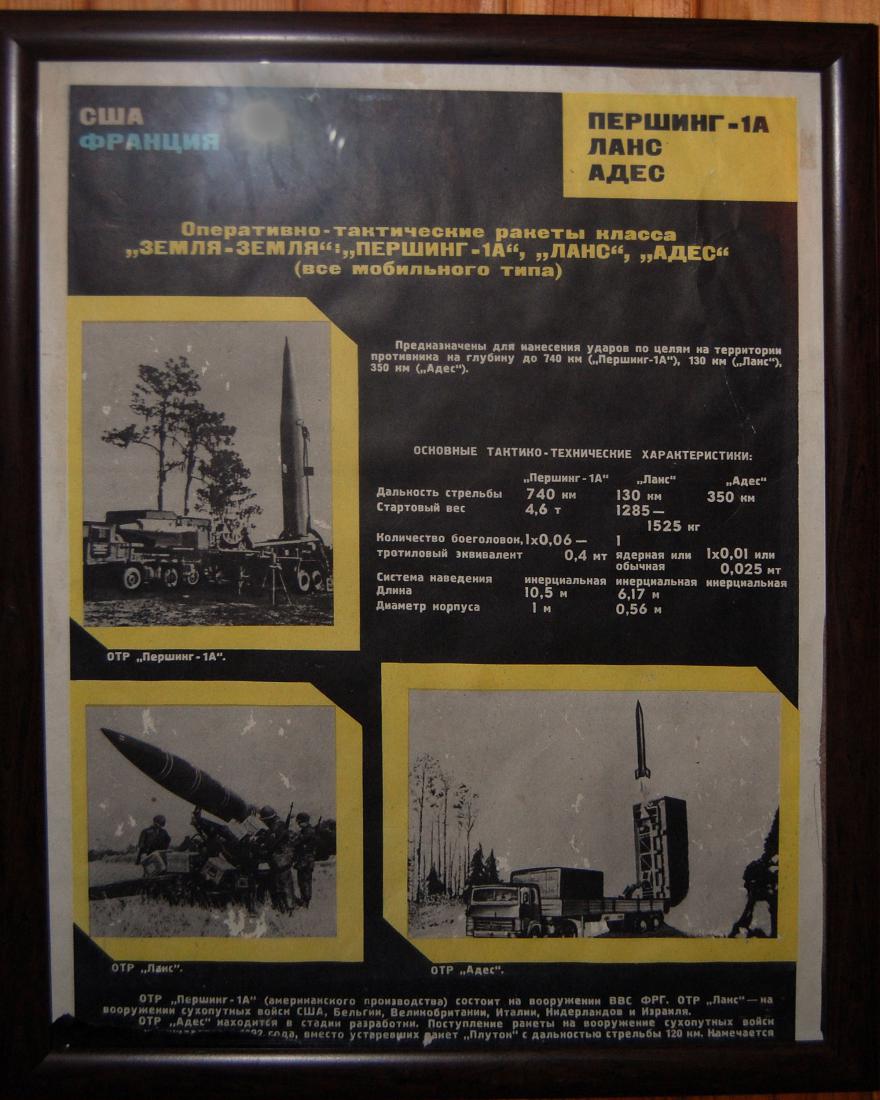 США
ФРАНЦИЯ
ПЕРШИНГ-1А
ЛАНС
АДЕС
Оперативно-тактические ракеты класса
„ЗЕМЛЯ-ЗЕМЛЯ“:„ПЕРШИНГ-1А“, „ЛАНС“, „АДЕС“
(все мобильного типа)
Предназначены для нанесения ударов по целям на территории
противника на глубину до 740 км („Першинг-1А“), 130 км („Ланс“),
350 км („Адес“).
ОСНОВНЫЕ ТАКТИКО-ТЕХНИЧЕСКИЕ ХАРАКТЕРИСТИКИ:
„Першинг-1А“ „Ланс“ „Адес“
Дальность стрельбы 740 км 130 км 350 км
Стартовый вес 4,6 т 1285—
1525 кг
Количество боеголовок, 1х0,06— 1
тротиловый эквивалент 0,4 мт ядерная или 1х0,01 или
обычная 0,025 мт
Система наведения инерциальная инерциальная инерциальная
Длина 10,5 м 6,17 м
Диаметр корпуса 1 м 0,56 м
ОТР „Першинг-1А“.
ОТР „Ланс“.
ОТР „Адес“.
ОТР „Першинг-1А“ (американского производства) состоит на вооружении ВВС ФРГ. ОТР „Ланс“—на
вооружении сухопутных войск США, Бельгии, Великобритании, Италии, Нидерландов и Израиля.
ОТР „Адес“ находится в стадии разработки. Поступление ракеты на вооружение сухопутных войск
года, вместо устаревших ракет „Плутон“ с дальностью стрельбы 120 км. Намечается